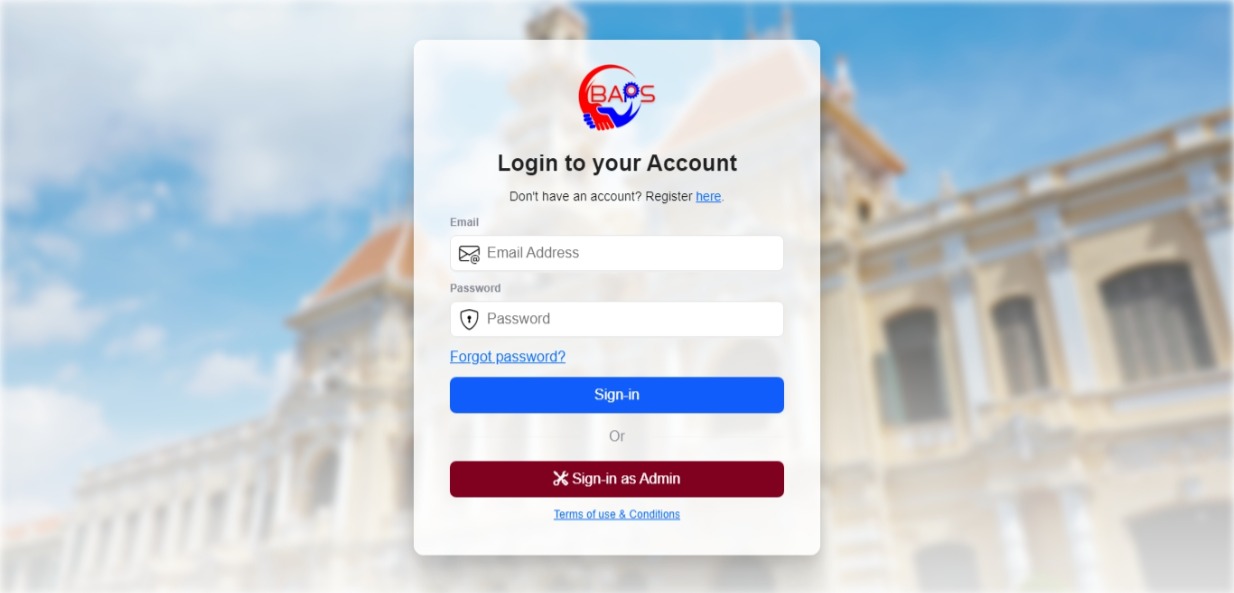 BAPS
Login to your Account
Don't have an account? Register here.
Email
Email Address
Password
Password
Forgot password?
Sign-in
Or
Sign-in as Admin
Terms of use & Conditions